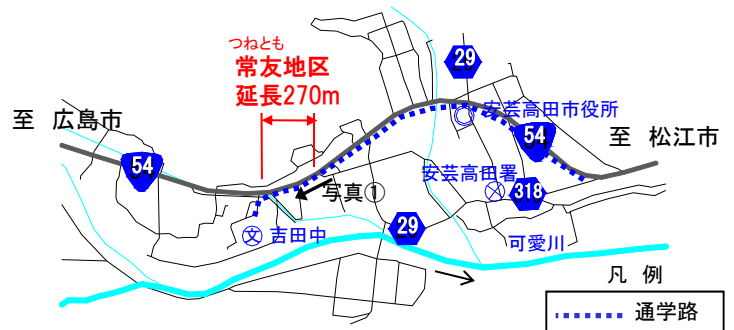 つねとも
常友地区
延長270m
29
至 広島市
安芸高田市役所
54
至 松江市
54
安芸高田署
写真①
318
文 吉田中
29
可愛川
凡 例
通学路